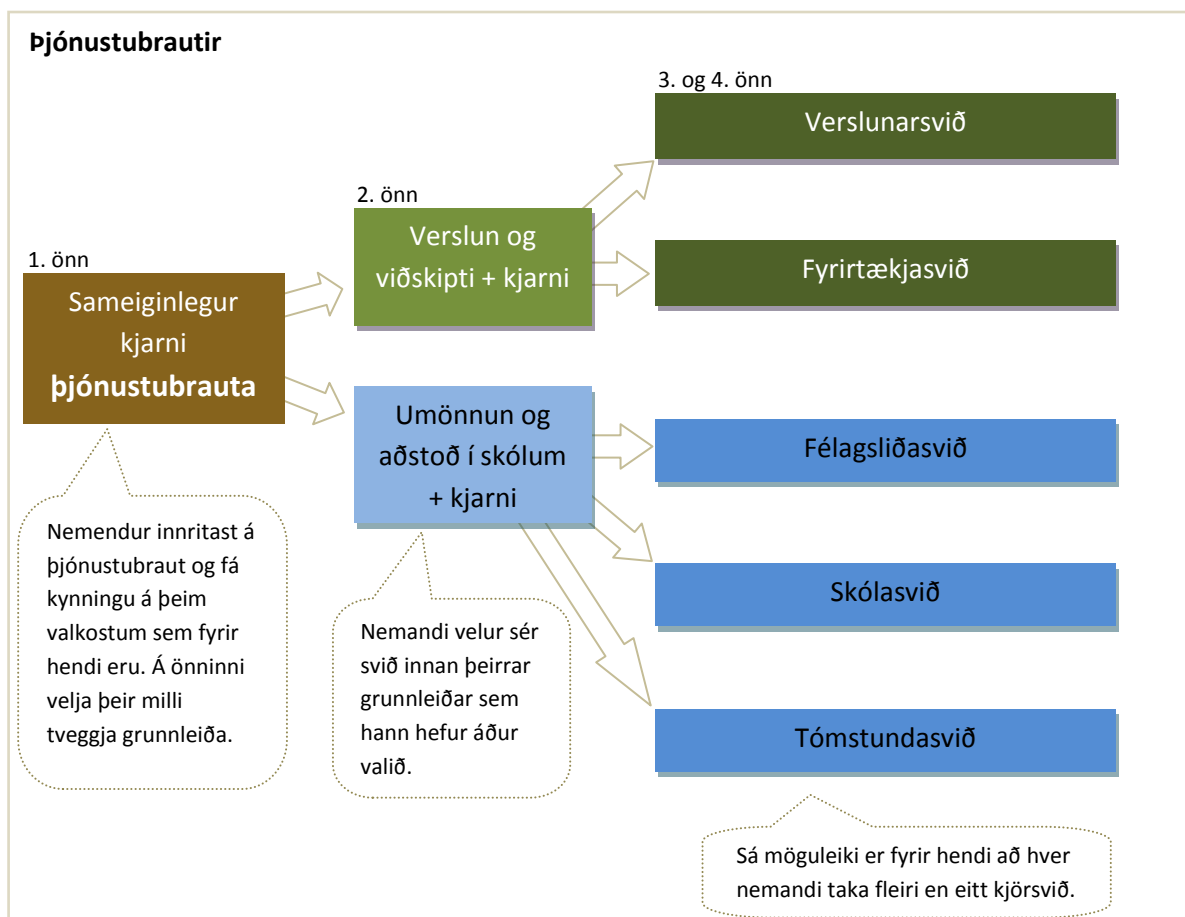 Þjónustubrautir
1. önn
Sameiginlegur
kjarni
þjónustubrauta
Nemendur innritast á
þjónustubraut og fá
kynningu á þeim
valkostum sem fyrir
hendi eru. Á önninni
velja þeir milli
tveggja grunnleiða.
2. önn
Verslun og
viðskipti + kjarni
Umönnun og
aðstoð í skólum
+ kjarni
Nemandi velur sér
svið innan þeirrar
grunnleiðar sem
hann hefur áður
valið.
3. og 4. önn
Verslunarsvið
Fyrirtækjasvið
Félagsliðasvið
Skólasvið
Tómstundasvið
Sá möguleiki er fyrir hendi að hver
nemandi taka fleiri en eitt kjörsvið.